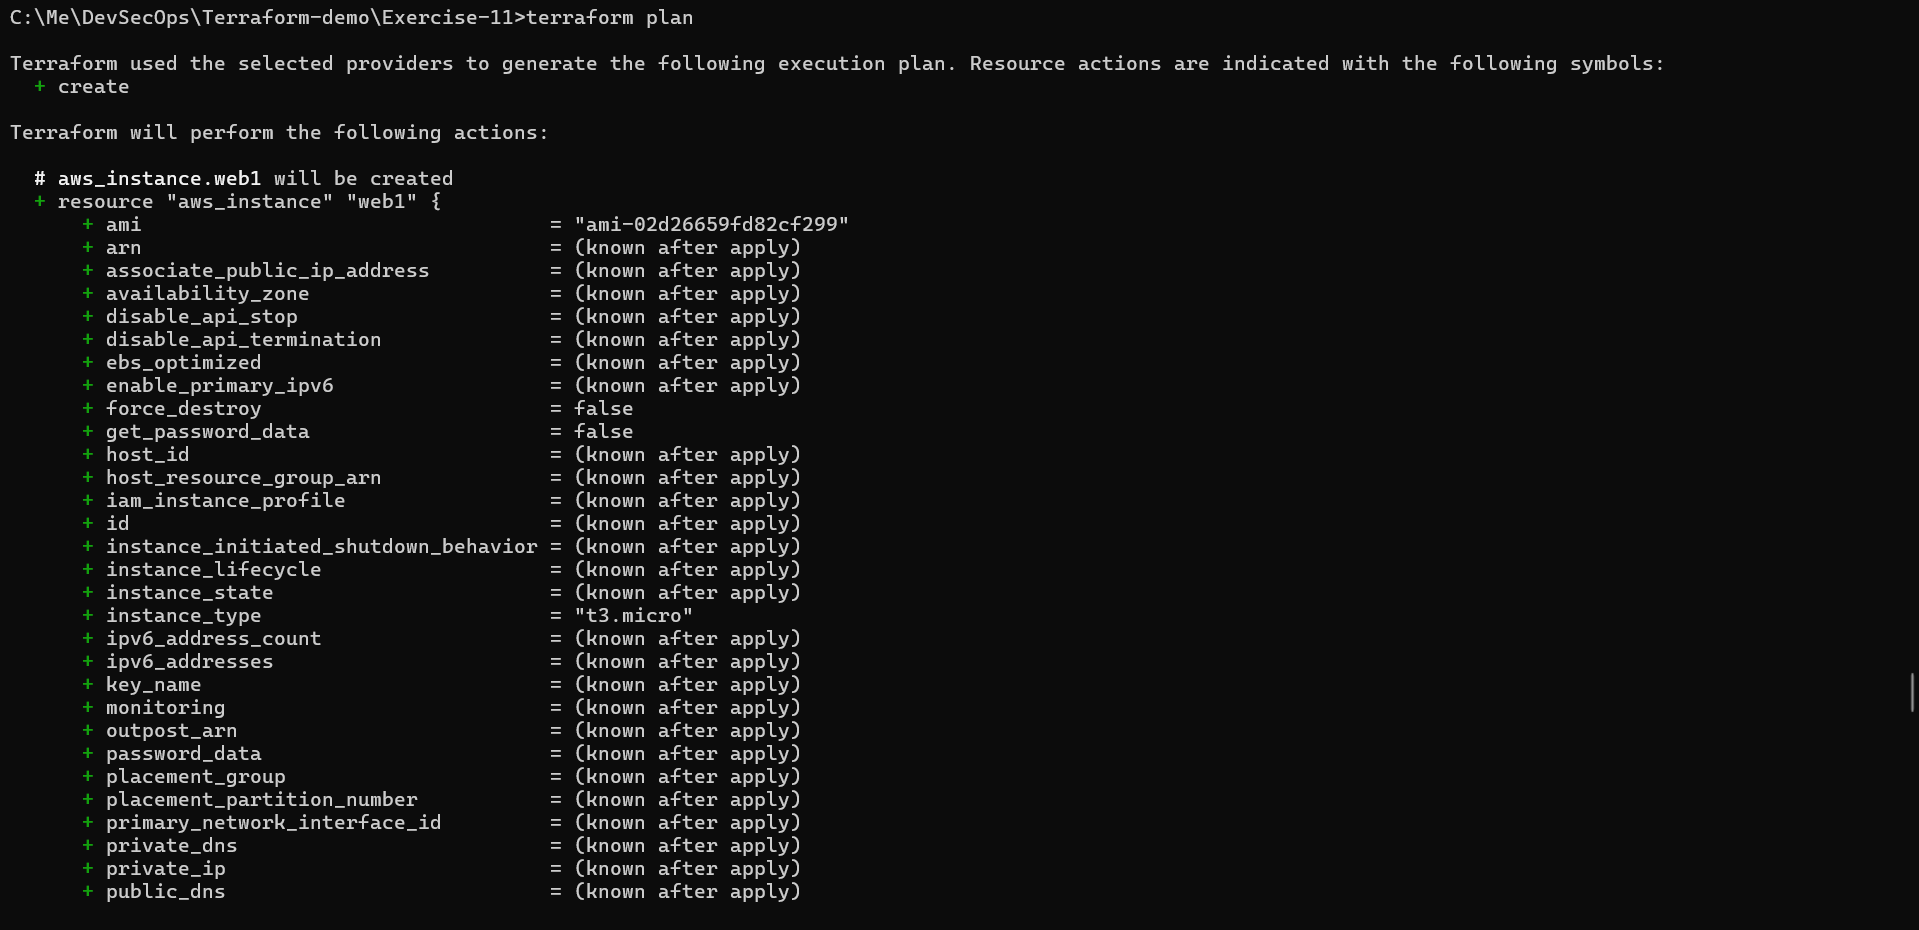 C:\Me\DevSecOps\Terraform-demo\Exercise-11>terraform plan
Terraform used the selected providers to generate the following execution plan. Resource actions are indicated with the following symbols:
  + create
Terraform will perform the following actions:
  # aws_instance.web1 will be created
  + resource "aws_instance" "web1" {
      + ami                                  = "ami-02d26659fd82cf299"
      + arn                                  = (known after apply)
      + associate_public_ip_address          = (known after apply)
      + availability_zone                    = (known after apply)
      + disable_api_stop                     = (known after apply)
      + disable_api_termination              = (known after apply)
      + ebs_optimized                        = (known after apply)
      + enable_primary_ipv6                  = (known after apply)
      + force_destroy                        = false
      + get_password_data                    = false
      + host_id                              = (known after apply)
      + host_resource_group_arn              = (known after apply)
      + iam_instance_profile                 = (known after apply)
      + id                                   = (known after apply)
      + instance_initiated_shutdown_behavior = (known after apply)
      + instance_lifecycle                   = (known after apply)
      + instance_state                       = (known after apply)
      + instance_type                        = "t3.micro"
      + ipv6_address_count                   = (known after apply)
      + ipv6_addresses                       = (known after apply)
      + key_name                             = (known after apply)
      + monitoring                           = (known after apply)
      + outpost_arn                          = (known after apply)
      + password_data                        = (known after apply)
      + placement_group                      = (known after apply)
      + placement_partition_number           = (known after apply)
      + primary_network_interface_id         = (known after apply)
      + private_dns                          = (known after apply)
      + private_ip                           = (known after apply)
      + public_dns                           = (known after apply)